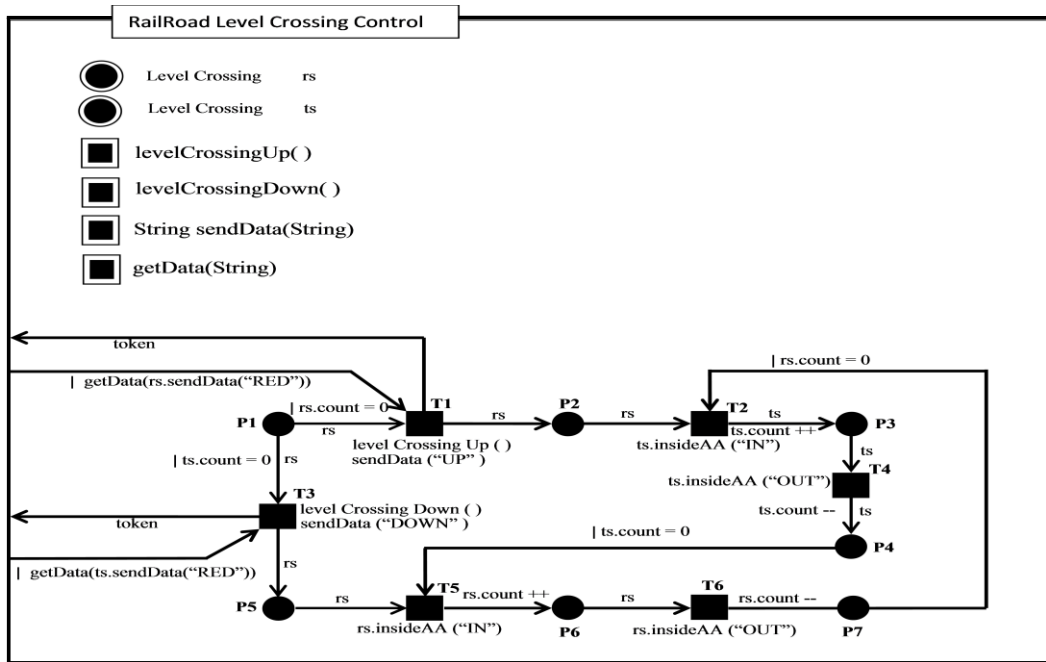 RailRoad Level Crossing Control
Level Crossing rs
Level Crossing ts
levelCrossingUp( )
levelCrossingDown( )
String sendData(String)
getData(String)
token
| rs.count = 0
| getData(rs.sendData(“RED”))
| rs.count = 0
T1
P2
T2
P1
rs
rs
rs
ts
P3
ts.count ++
level Crossing Up ( )
sendData (“UP” )
ts.insideAA (“IN”)
| ts.count = 0
rs
ts
T4
ts.insideAA (“OUT”)
T3
level Crossing Down ( )
sendData (“DOWN” )
token
ts.count --
ts
| ts.count = 0
P4
| getData(ts.sendData(“RED”))
rs
T5
T6
P5
rs
rs.count ++
rs
rs.count --
rs.insideAA (“IN”)
P6
rs.insideAA (“OUT”)
P7